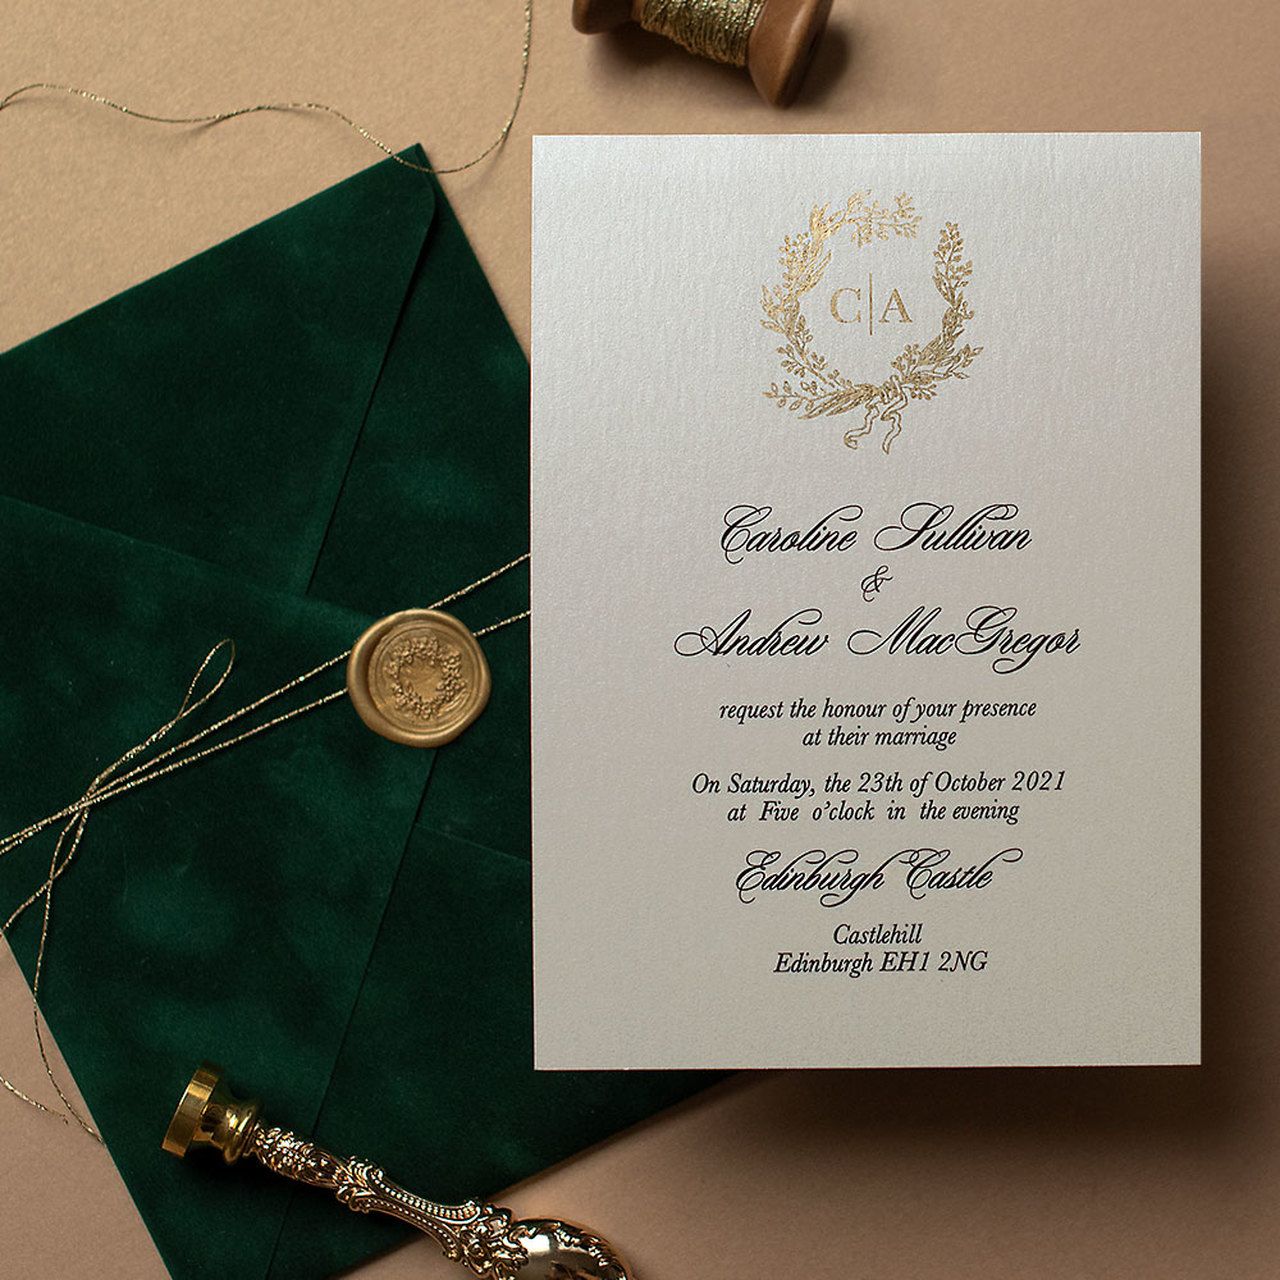 C|A
Caroline Sullivan
&
Andrew MacGregor
request the honour of your presence
at their marriage
On Saturday, the 23th of October 2021
at Five o'clock in the evening
Edinburgh Castle
Castlehill
Edinburgh EH1 2NG